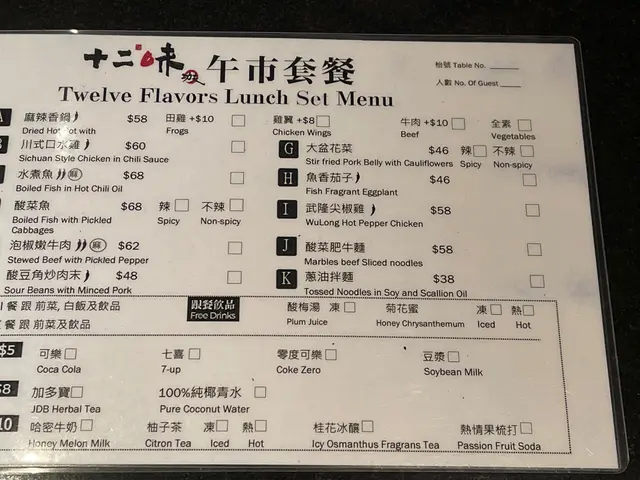 十二味 午市套餐
Twelve Flavors Lunch Set Menu
檯號 Table No.
人數 No. Of Guest
A 麻辣香鍋 $58 田雞 +$10 雞翼 +$8 牛肉 +$10 全素
Dried Hot Pot with Frogs Chicken Wings Beef Vegetables
川式口水雞 $60
Sichuan Style Chicken in Chili Sauce
水煮魚 麻 $68
Boiled Fish in Hot Chili Oil
酸菜魚 $68 辣 不辣
Boiled Fish with Pickled Spicy Non-spicy
Cabbages
泡椒嫩牛肉 麻 $62
Stewed Beef with Pickled Pepper
酸豆角炒肉末 $48
Sour Beans with Minced Pork
G 大盆花菜 $46 辣 不辣
Stir fried Pork Belly with Cauliflowers Spicy Non-spicy
H 魚香茄子 $46
Fish Fragrant Eggplant
I 武隆尖椒雞 $58
WuLong Hot Pepper Chicken
J 酸菜肥牛麵 $58
Marbles beef Sliced noodles
K 蔥油拌麵 $38
Tossed Noodles in Soy and Scallion Oil
餐 跟 前菜, 白飯及飲品
餐 跟 前菜及飲品
跟餐飲品
Free Drinks
酸梅湯 凍 菊花蜜 凍 熱
Plum Juice Honey Chrysanthemum Iced Hot
$5 可樂 七喜 零度可樂 豆漿
Coca Cola 7-up Coke Zero Soybean Milk
$8 加多寶 100%純椰青水
JDB Herbal Tea Pure Coconut Water
10 哈密牛奶 柚子茶 凍 熱 桂花冰釀 熱情果梳打
Honey Melon Milk Citron Tea Iced Hot Icy Osmanthus Fragrans Tea Passion Fruit Soda